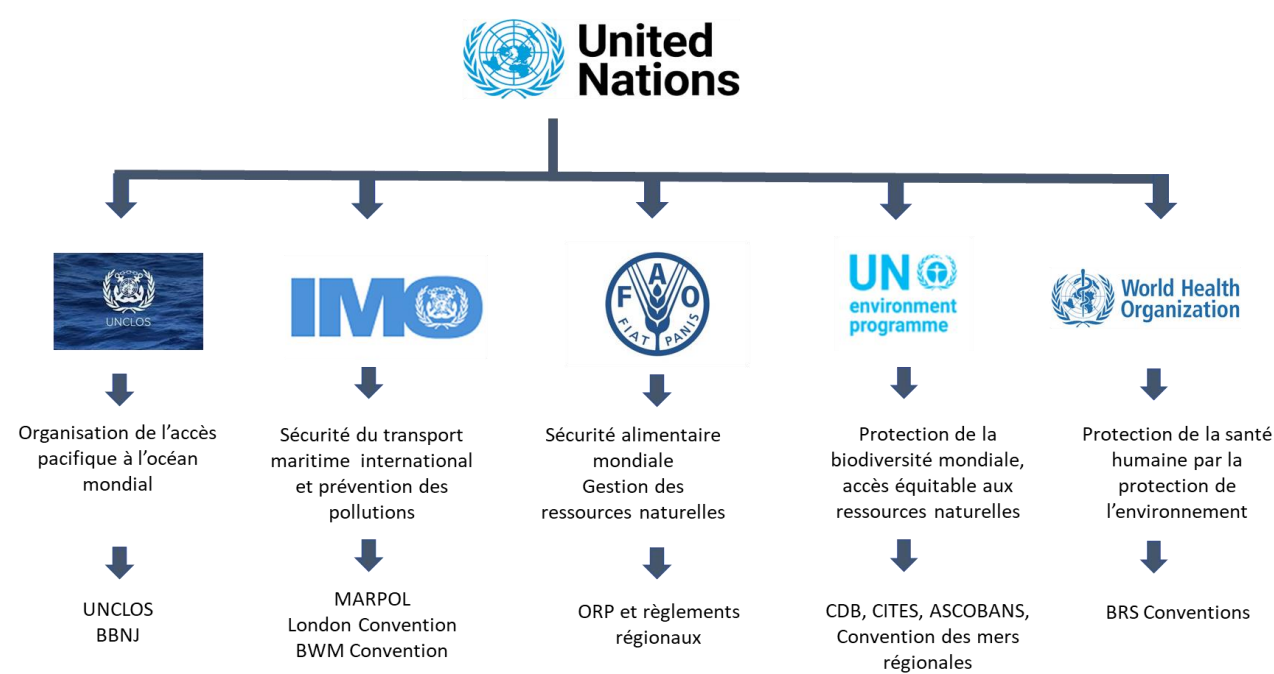 United
Nations
UNCLOS
IMO
F A O
FIAT PANIS
UN
environment
programme
World Health
Organization
Organisation de l’accès
pacifique à l’océan
mondial
Sécurité du transport
maritime international
et prévention des
pollutions
Sécurité alimentaire
mondiale
Gestion des
ressources naturelles
Protection de la
biodiversité mondiale,
accès équitable aux
ressources naturelles
Protection de la santé
humaine par la
protection de
l’environnement
UNCLOS
BBNJ
MARPOL
London Convention
BWM Convention
ORP et règlements
régionaux
CDB, CITES, ASCOBANS,
Convention des mers
régionales
BRS Conventions